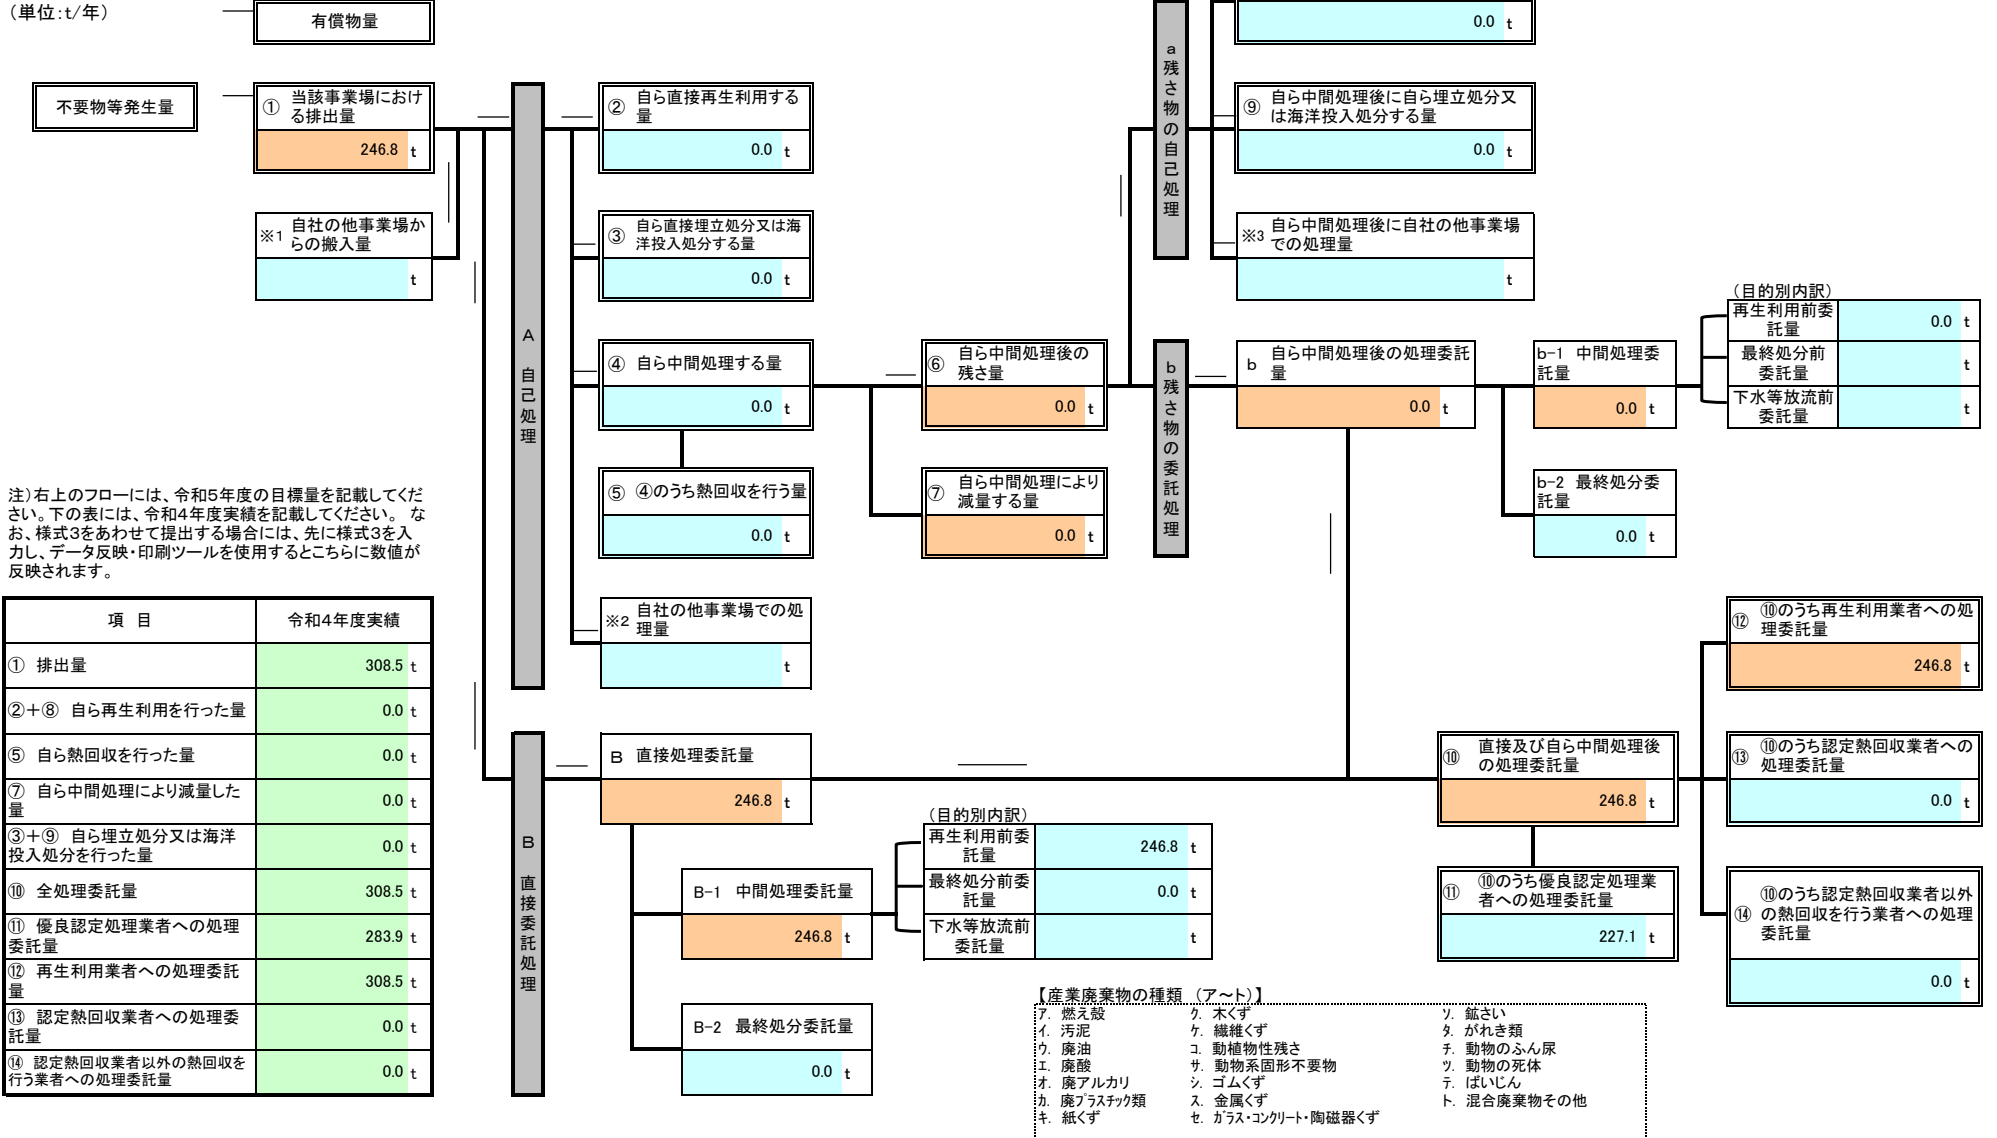 （単位：t/年）
有償物量
不要物等発生量
① 当該事業場におけ
る排出量
246.8 t
※1 自社の他事業場か
らの搬入量
t
A 自己処理
② 自ら直接再生利用する
量
0.0 t
③ 自ら直接埋立処分又は海
洋投入処分する量
0.0 t
④ 自ら中間処理する量
0.0 t
⑤ ④のうち熱回収を行う量
0.0 t
※2 自社の他事業場での処
理量
t
⑥ 自ら中間処理後の
残さ量
0.0 t
⑦ 自ら中間処理により
減量する量
0.0 t
a 残さ物の自己処理
0.0 t
⑨ 自ら中間処理後に自ら埋立処分又
は海洋投入処分する量
0.0 t
※3 自ら中間処理後に自社の他事業場
での処理量
t
b 残さ物の委託処理
b 自ら中間処理後の処理委託
量
0.0 t
b-1 中間処理委
託量
0.0 t
b-2 最終処分委
託量
0.0 t
（目的別内訳）
再生利用前委
託量
0.0 t
最終処分前
委託量
t
下水等放流前
委託量
t
注）右上のフローには、令和5年度の目標量を記載してくだ
さい。下の表には、令和4年度実績を記載してください。 な
お、様式3をあわせて提出する場合には、先に様式3を入
力し、データ反映・印刷ツールを使用するとこちらに数値が
反映されます。
項 目 令和4年度実績
① 排出量 308.5 t
②＋⑧ 自ら再生利用を行った量 0.0 t
⑤ 自ら熱回収を行った量 0.0 t
⑦ 自ら中間処理により減量した
量 0.0 t
③＋⑨ 自ら埋立処分又は海洋
投入処分を行った量 0.0 t
⑩ 全処理委託量 308.5 t
⑪ 優良認定処理業者への処理
委託量 283.9 t
⑫ 再生利用業者への処理委託
量 308.5 t
⑬ 認定熱回収業者への処理委
託量 0.0 t
⑭ 認定熱回収業者以外の熱回収を
行う業者への処理委託量 0.0 t
B 直接委託処理
B 直接処理委託量
246.8 t
B-1 中間処理委託量
246.8 t
B-2 最終処分委託量
0.0 t
（目的別内訳）
再生利用前委
託量
246.8 t
最終処分前委
託量
0.0 t
下水等放流前
委託量
t
⑩ 直接及び自ら中間処理後
の処理委託量
246.8 t
⑪ ⑩のうち優良認定処理業
者への処理委託量
227.1 t
⑫ ⑩のうち再生利用業者への処
理委託量
246.8 t
⑬ ⑩のうち認定熱回収業者への
処理委託量
0.0 t
⑭ ⑩のうち認定熱回収業者以外
の熱回収を行う業者への処理
委託量
0.0 t
【産業廃棄物の種類 （ア～ト）】
ア. 燃え殻 ク. 木くず ソ. 鉱さい
イ. 汚泥 ケ. 繊維くず タ. がれき類
ウ. 廃油 コ. 動植物性残さ チ. 動物のふん尿
エ. 廃酸 サ. 動物系固形不要物 ツ. 動物の死体
オ. 廃アルカリ シ. ゴムくず テ. ばいじん
カ. 廃プラスチック類 ス. 金属くず ト. 混合廃棄物その他
キ. 紙くず セ. ガラス・コンクリート・陶磁器くず